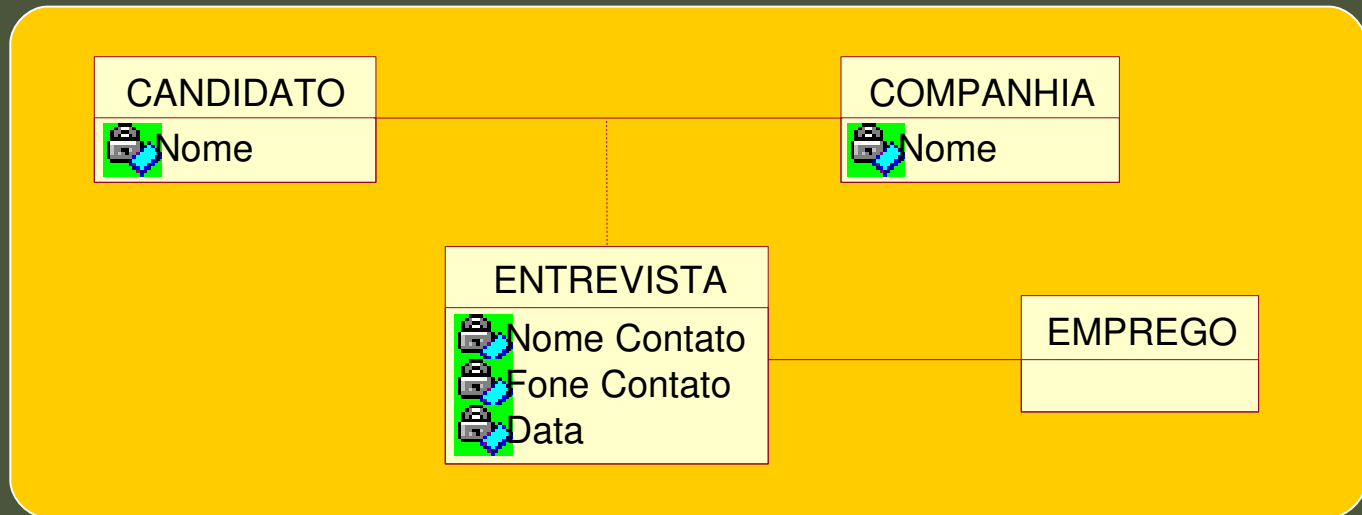 CANDIDATO
Nome
COMPANHIA
Nome
ENTREVISTA
Nome Contato
Fone Contato
Data
EMPREGO